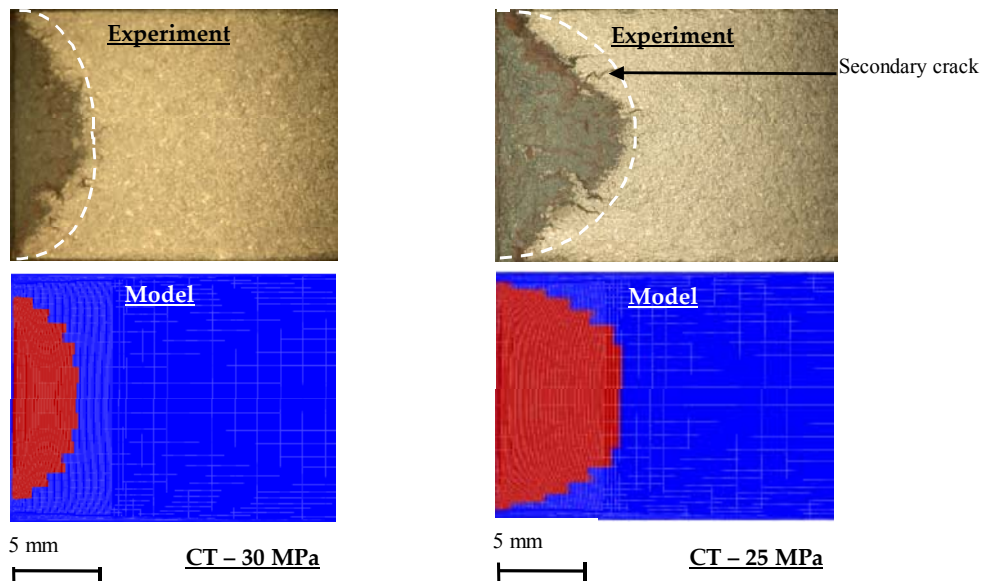 Experiment
Experiment
Secondary crack
Model
Model
5 mm
CT – 30 MPa
5 mm
CT – 25 MPa